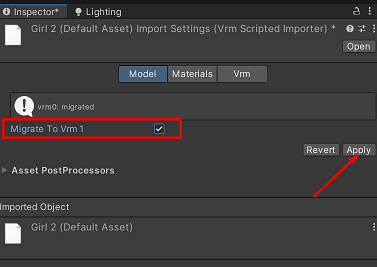 Inspector*
Lighting
Girl 2 (Default Asset) Import Settings (Vrm Scripted Importer) *
Open
Model
Materials
Vrm
vrm0: migrated
Migrate To Vrm 1
Revert
Apply
Asset PostProcessors
Imported Object
Girl 2 (Default Asset)